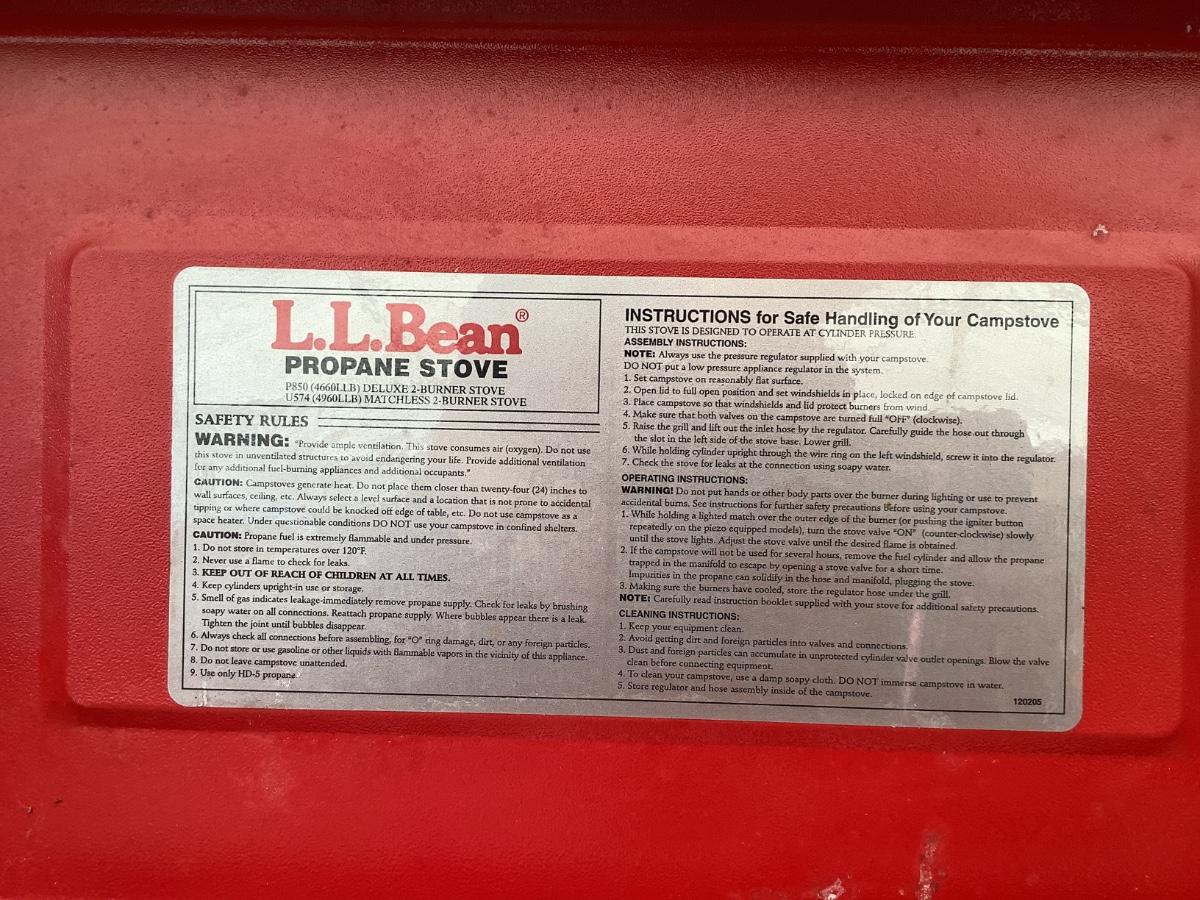 L.L.Bean®
PROPANE STOVE
P850 (4660LLB) DELUXE 2-BURNER STOVE
U574 (4960LLB) MATCHLESS 2-BURNER STOVE
SAFETY RULES
WARNING: "Provide ample ventilation. This stove consumes air (oxygen). Do not use
this stove in unventilated structures to avoid endangering your life. Provide additional ventilation
for any additional fuel-burning appliances and additional occupants."
CAUTION: Campstoves generate heat. Do not place them closer than twenty-four (24) inches to
wall surfaces, ceiling, etc. Always select a level surface and a location that is not prone to accidental
tipping or where campstove could be knocked off edge of table, etc. Do not use campstove as a
space heater. Under questionable conditions DO NOT use your campstove in confined shelters.
CAUTION: Propane fuel is extremely flammable and under pressure.
1. Do not store in temperatures over 120°F.
2. Never use a flame to check for leaks.
3. KEEP OUT OF REACH OF CHILDREN AT ALL TIMES.
4. Keep cylinders upright-in use or storage.
5. Smell of gas indicates leakage-immediately remove propane supply. Check for leaks by brushing
soapy water on all connections. Reattach propane supply. Where bubbles appear there is a leak.
Tighten the joint until bubbles disappear.
6. Always check all connections before assembling, for "O" ring damage, dirt, or any foreign particles.
7. Do not store or use gasoline or other liquids with flammable vapors in the vicinity of this appliance.
8. Do not leave campstove unattended.
9. Use only HD-5 propane.
INSTRUCTIONS for Safe Handling of Your Campstove
THIS STOVE IS DESIGNED TO OPERATE AT CYLINDER PRESSURE.
ASSEMBLY INSTRUCTIONS:
NOTE: Always use the pressure regulator supplied with your campstove.
DO NOT put a low pressure appliance regulator in the system.
1. Set campstove on reasonably flat surface.
2. Open lid to full open position and set windshields in place, locked on edge of campstove lid.
3. Place campstove so that windshields and lid protect burners from wind.
4. Make sure that both valves on the campstove are turned full "OFF" (clockwise).
5. Raise the grill and lift out the inlet hose by the regulator. Carefully guide the hose out through
the slot in the left side of the stove base. Lower grill.
6. While holding cylinder upright through the wire ring on the left windshield, screw it into the regulator.
7. Check the stove for leaks at the connection using soapy water.
OPERATING INSTRUCTIONS:
WARNING! Do not put hands or other body parts over the burner during lighting or use to prevent
accidental burns. See instructions for further safety precautions before using your campstove.
1. While holding a lighted match over the outer edge of the burner (or pushing the igniter button
repeatedly on the piezo equipped models), turn the stove valve "ON" (counter-clockwise) slowly
until the stove lights. Adjust the stove valve until the desired flame is obtained.
2. If the campstove will not be used for several hours, remove the fuel cylinder and allow the propane
trapped in the manifold to escape by opening a stove valve for a short time.
Impurities in the propane can solidify in the hose and manifold, plugging the stove.
3. Making sure the burners have cooled, store the regulator hose under the grill.
NOTE: Carefully read instruction booklet supplied with your stove for additional safety precautions.
CLEANING INSTRUCTIONS:
1. Keep your equipment clean.
2. Avoid getting dirt and foreign particles into valves and connections.
3. Dust and foreign particles can accumulate in unprotected cylinder valve outlet openings. Blow the valve
clean before connecting equipment.
4. To clean your campstove, use a damp soapy cloth. DO NOT immerse campstove in water.
5. Store regulator and hose assembly inside of the campstove.
120205